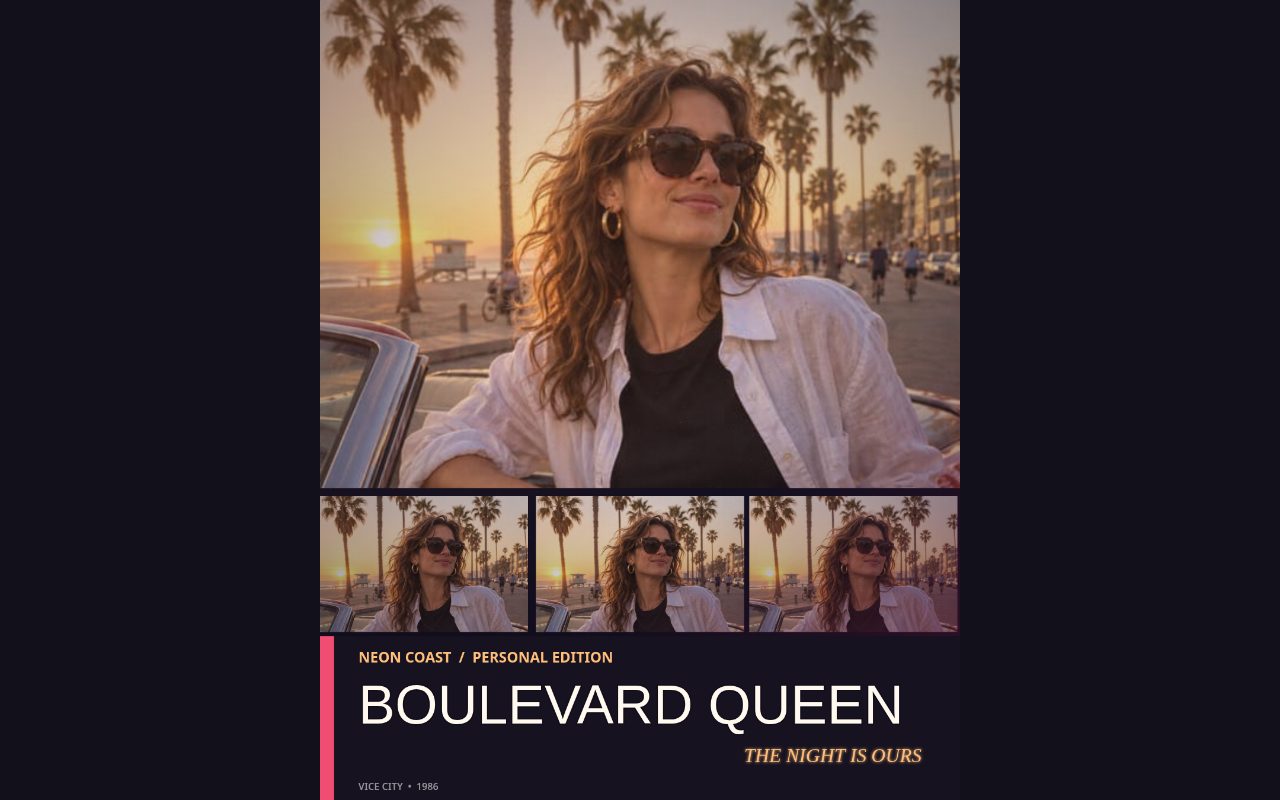 NEON COAST / PERSONAL EDITION
BOULEVARD QUEEN
THE NIGHT IS OURS
VICE CITY • 1986